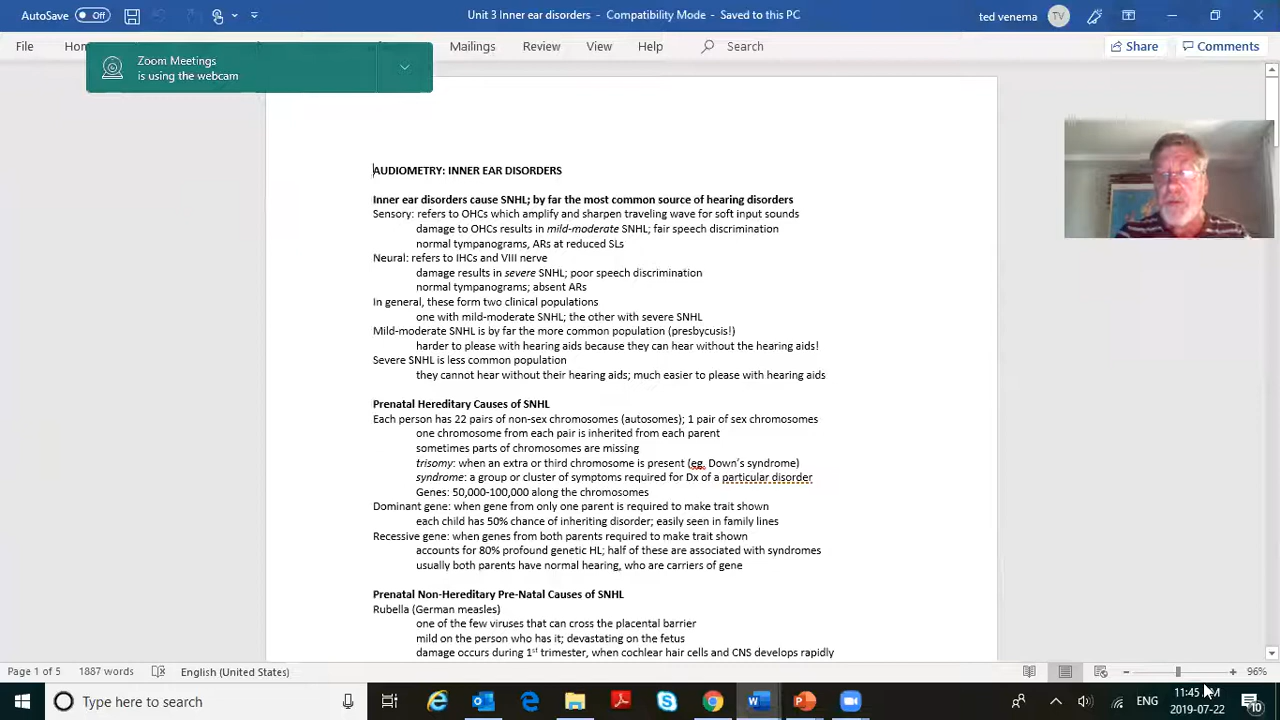 AutoSave Off
Unit 3 Inner ear disorders - Compatibility Mode - Saved to this PC
ted venema TV
File Mailings Review View Help Search Share Comments
Zoom Meetings
is using the webcam
AUDIOMETRY: INNER EAR DISORDERS
Inner ear disorders cause SNHL; by far the most common source of hearing disorders
Sensory: refers to OHCs which amplify and sharpen traveling wave for soft input sounds
damage to OHCs results in mild-moderate SNHL; fair speech discrimination
normal tympanograms, ARs at reduced SLs
Neural: refers to IHCs and VIII nerve
damage results in severe SNHL; poor speech discrimination
normal tympanograms; absent ARs
In general, these form two clinical populations
one with mild-moderate SNHL; the other with severe SNHL
Mild-moderate SNHL is by far the more common population (presbycusis!)
harder to please with hearing aids because they can hear without the hearing aids!
Severe SNHL is less common population
they cannot hear without their hearing aids; much easier to please with hearing aids
Prenatal Hereditary Causes of SNHL
Each person has 22 pairs of non-sex chromosomes (autosomes); 1 pair of sex chromosomes
one chromosome from each pair is inherited from each parent
sometimes parts of chromosomes are missing
trisomy: when an extra or third chromosome is present (eg. Down's syndrome)
syndrome: a group or cluster of symptoms required for Dx of a particular disorder
Genes: 50,000-100,000 along the chromosomes
Dominant gene: when gene from only one parent is required to make trait shown
each child has 50% chance of inheriting disorder; easily seen in family lines
Recessive gene: when genes from both parents required to make trait shown
accounts for 80% profound genetic HL; half of these are associated with syndromes
usually both parents have normal hearing, who are carriers of gene
Prenatal Non-Hereditary Pre-Natal Causes of SNHL
Rubella (German measles)
one of the few viruses that can cross the placental barrier
mild on the person who has it; devastating on the fetus
damage occurs during 1st trimester, when cochlear hair cells and CNS develops rapidly
Page 1 of 5 1887 words English (United States) 96%
Type here to search
ENG
11:45
2019-07-22
10